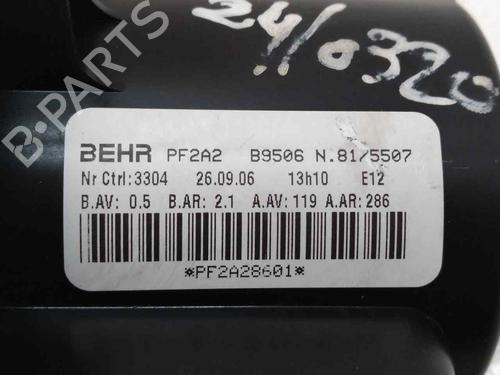 24/0320
BEHR PF2A2 B9506 N.81/5507
Nr Ctrl:3304 26.09.06 13h10 E12
B.AV: 0.5 B.AR: 2.1 A.AV: 119 A.AR: 286
*PF2A28601*
B-PARTS